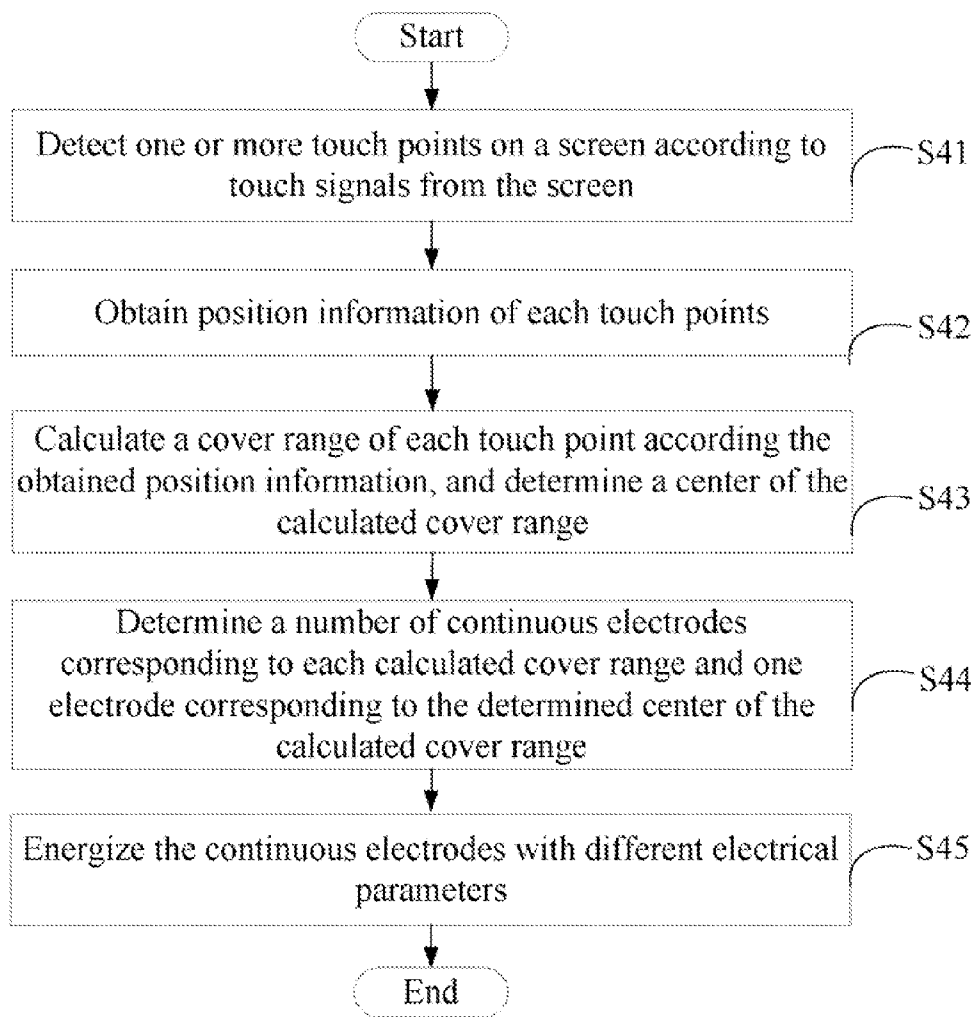 Start
Detect one or more touch points on a screen according to
touch signals from the screen
S41
Obtain position information of each touch points
S42
Calculate a cover range of each touch point according the
obtained position information, and determine a center of the
calculated cover range
S43
Determine a number of continuous electrodes
corresponding to each calculated cover range and one
electrode corresponding to the determined center of the
calculated cover range
S44
Energize the continuous electrodes with different electrical
parameters
S45
End